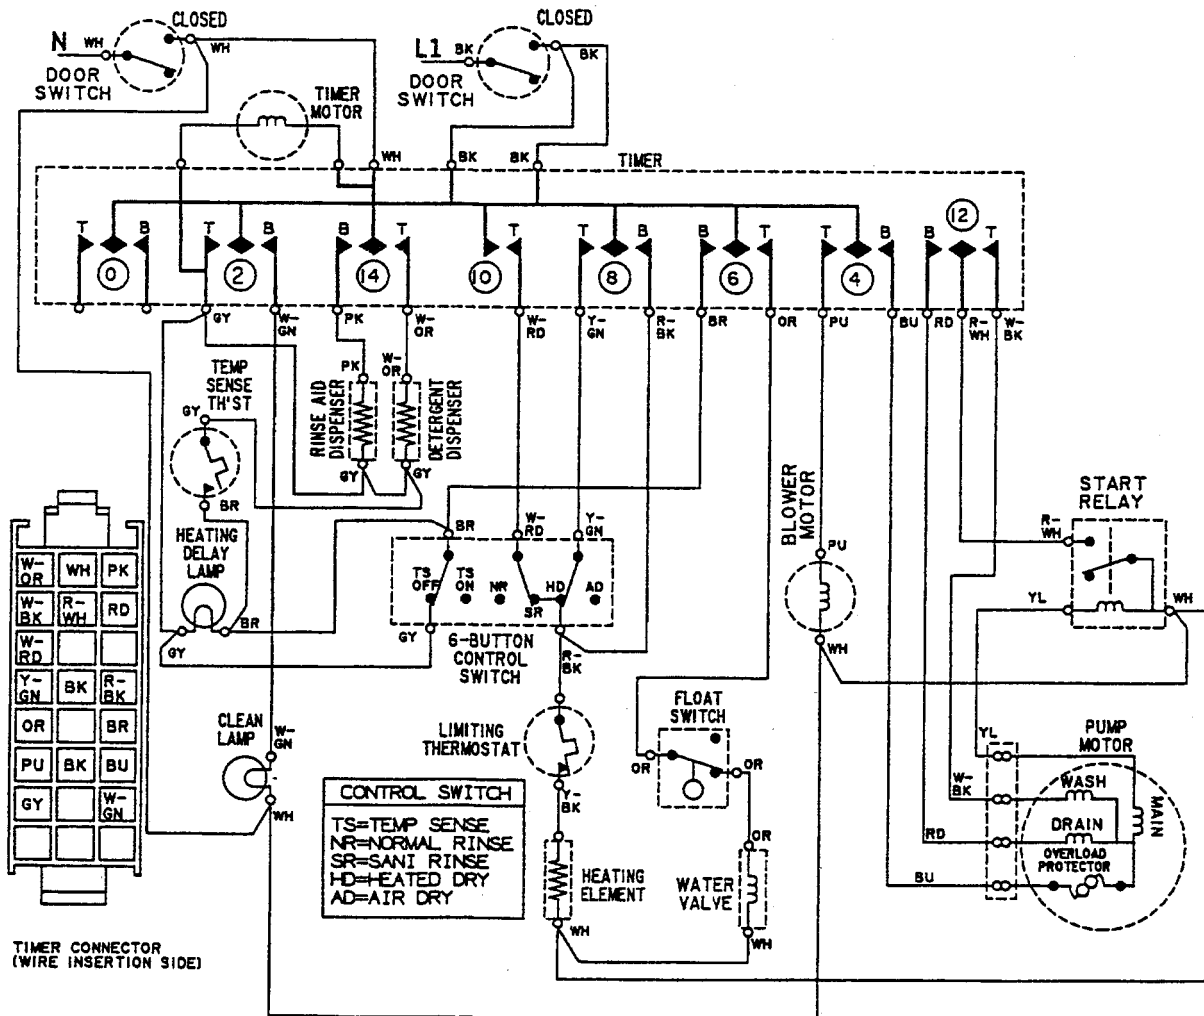 CLOSED
CLOSED
N
WH
WH
L1
BK
BK
DOOR
SWITCH
DOOR
SWITCH
TIMER
MOTOR
WH
BK
BK
TIMER
T
B
T
B
B
T
T
T
B
B
T
T
B
B
T
12
0
2
14
10
8
6
4
GY
W-
GN
PK
W-
OR
W-
RD
Y-
GN
R-
BK
BR
OR
PU
BU
RD
R-
WH
W-
BK
TEMP
SENSE
TH'ST
GY
BR
PK
W-
OR
RINSE AID
DISPENSER
DETERGENT
DISPENSER
GY
GY
HEATING
DELAY
LAMP
BR
GY
BR
W-
RD
Y-
GN
TS
OFF
TS
ON
NR
SR
HD
AD
GY
6-BUTTON
CONTROL
SWITCH
R-
BK
BLOWER
MOTOR
PU
WH
START
RELAY
R-
WH
YL
WH
W-
OR
WH
PK
W-
BK
R-
WH
RD
W-
RD
Y-
GN
BK
R-
BK
OR
BR
PU
BK
BU
GY
W-
GN
TIMER CONNECTOR
(WIRE INSERTION SIDE)
CLEAN
LAMP
W-
GN
WH
CONTROL SWITCH
TS=TEMP SENSE
NR=NORMAL RINSE
SR=SANI RINSE
HD=HEATED DRY
AD=AIR DRY
LIMITING
THERMOSTAT
Y-
BK
HEATING
ELEMENT
WH
FLOAT
SWITCH
OR
OR
OR
WATER
VALVE
WH
YL
PUMP
MOTOR
W-
BK
WASH
RD
DRAIN
MAIN
OVERLOAD
PROTECTOR
BU